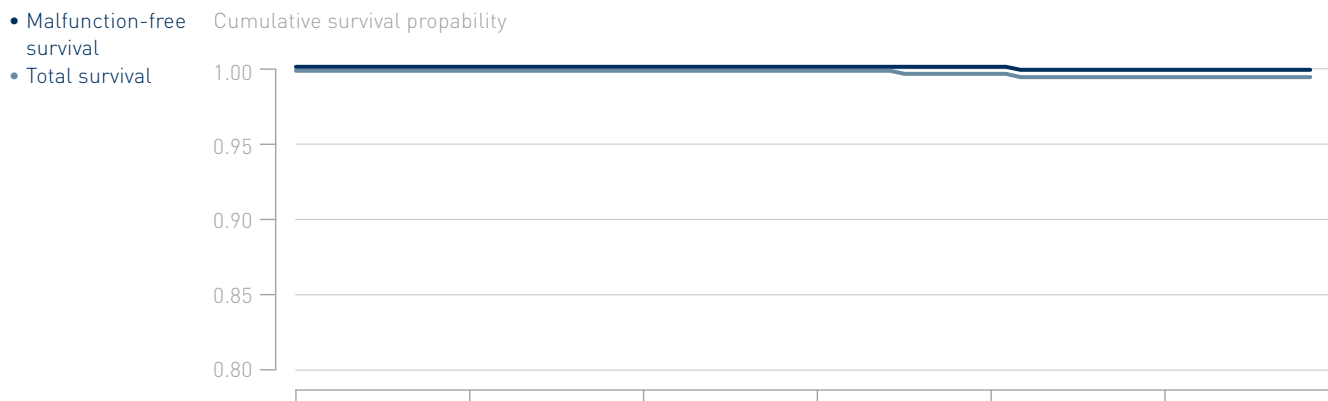 • Malfunction-free
survival
• Total survival
Cumulative survival propability
1.00
0.95
0.90
0.85
0.80